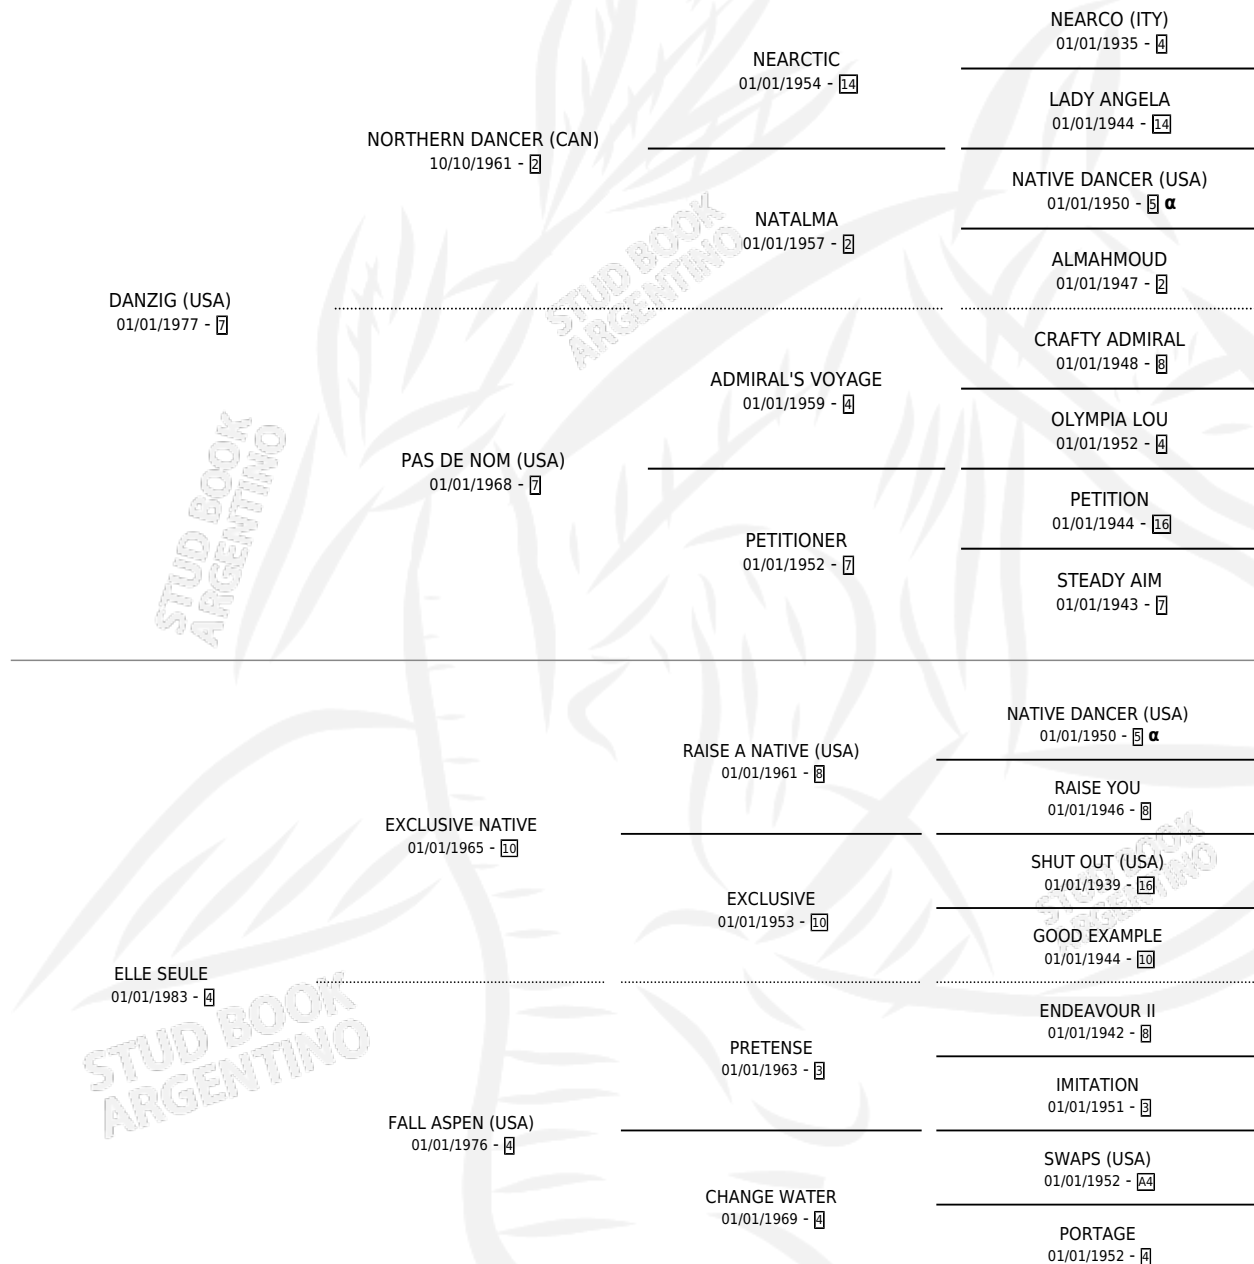 NEARCO (ITY)
01/01/1935 - 4
NEARCTIC
01/01/1954 - 14
LADY ANGELA
01/01/1944 - 14
NORTHERN DANCER (CAN)
10/10/1961 - 2
NATIVE DANCER (USA)
01/01/1950 - 5 α
NATALMA
01/01/1957 - 2
ALMAHMOUD
01/01/1947 - 2
STUD BOOK
ARGENTINO
DANZIG (USA)
01/01/1977 - 7
CRAFTY ADMIRAL
01/01/1948 - 8
ADMIRAL'S VOYAGE
01/01/1959 - 4
OLYMPIA LOU
01/01/1952 - 4
PAS DE NOM (USA)
01/01/1968 - 7
PETITION
01/01/1944 - 16
PETITIONER
01/01/1952 - 7
STEADY AIM
01/01/1943 - 7
STUD BOOK
ARGENTINO
NATIVE DANCER (USA)
01/01/1950 - 5 α
RAISE A NATIVE (USA)
01/01/1961 - 8
RAISE YOU
01/01/1946 - 8
EXCLUSIVE NATIVE
01/01/1965 - 10
SHUT OUT (USA)
01/01/1939 - 16
STUD BOOK
ARGENTINO
EXCLUSIVE
01/01/1953 - 10
GOOD EXAMPLE
01/01/1944 - 10
ELLE SEULE
01/01/1983 - 4
STUD BOOK
ARGENTINO
ENDEAVOUR II
01/01/1942 - 8
PRETENSE
01/01/1963 - 3
IMITATION
01/01/1951 - 3
FALL ASPEN (USA)
01/01/1976 - 4
SWAPS (USA)
01/01/1952 - A4
CHANGE WATER
01/01/1969 - 4
PORTAGE
01/01/1952 - 4